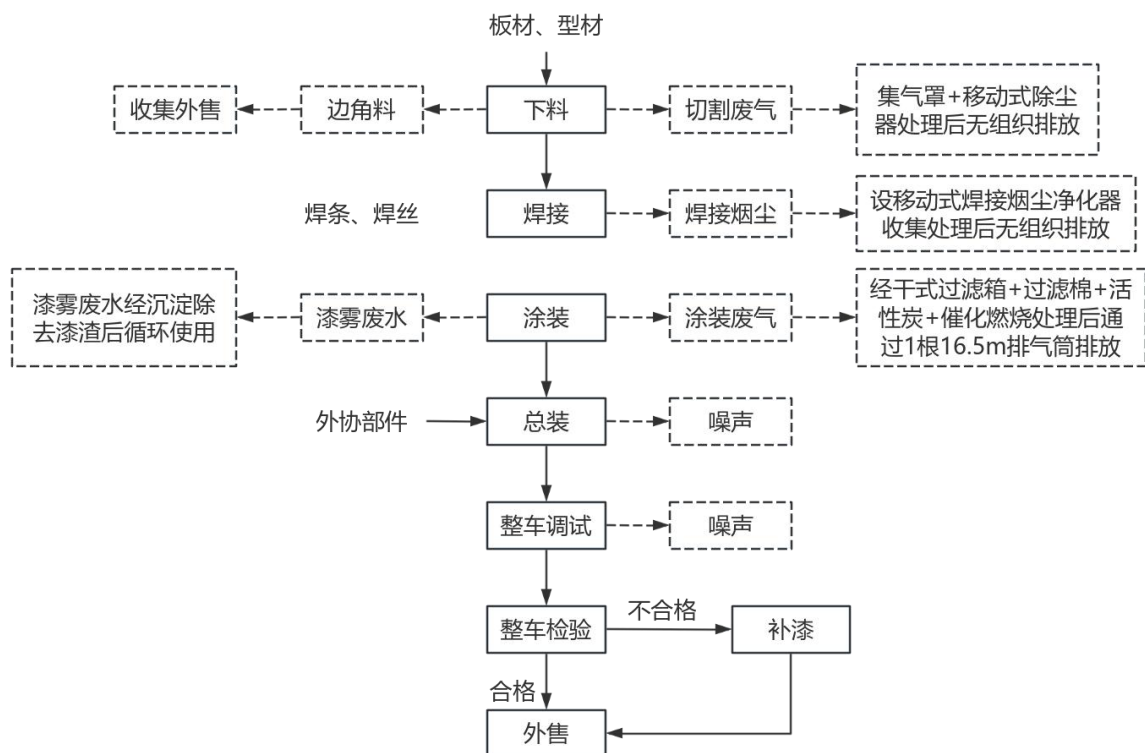 板材、型材
收集外售
边角料
下料
切割废气
集气罩+移动式除尘
器处理后无组织排放
焊条、焊丝
焊接
焊接烟尘
设移动式焊接烟尘净化器
收集处理后无组织排放
漆雾废水经沉淀除
去漆渣后循环使用
漆雾废水
涂装
涂装废气
经干式过滤箱+过滤棉+活
性炭+催化燃烧处理后通
过1根16.5m排气筒排放
外协部件
总装
噪声
整车调试
噪声
整车检验
不合格
补漆
合格
外售